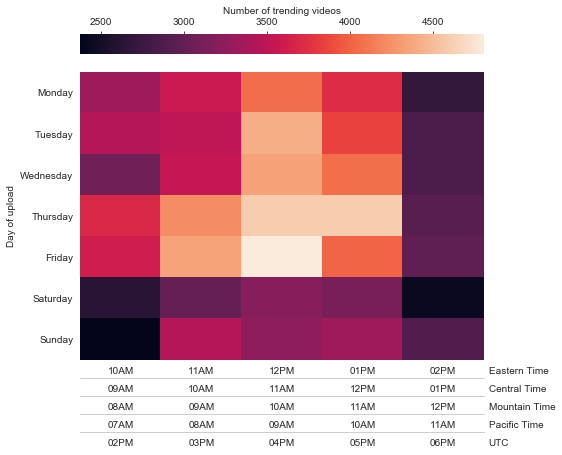 Number of trending videos
2500 3000 3500 4000 4500
Day of upload
Monday
Tuesday
Wednesday
Thursday
Friday
Saturday
Sunday
10AM 11AM 12PM 01PM 02PM Eastern Time
09AM 10AM 11AM 12PM 01PM Central Time
08AM 09AM 10AM 11AM 12PM Mountain Time
07AM 08AM 09AM 10AM 11AM Pacific Time
02PM 03PM 04PM 05PM 06PM UTC